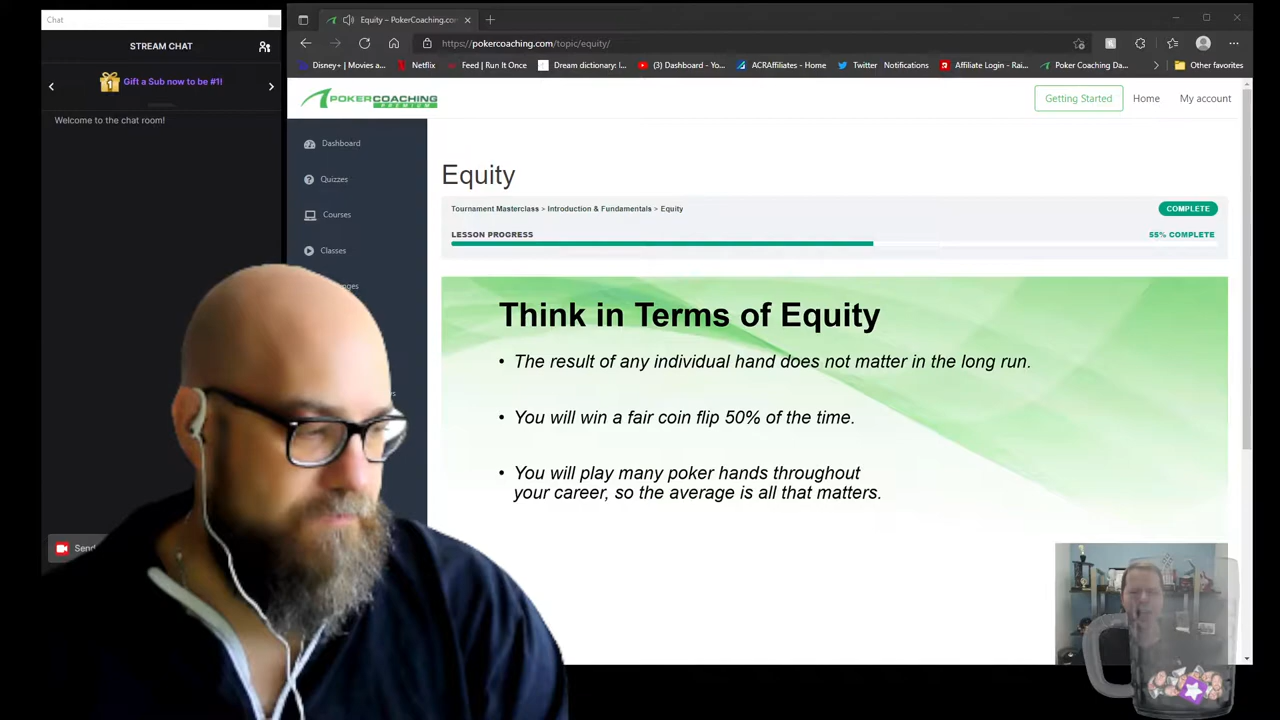 Chat
STREAM CHAT
1
Gift a Sub now to be #1!
Welcome to the chat room!
Send
Equity – PokerCoaching.co
https://pokercoaching.com/topic/equity/
Disney+ | Movies a...
Netflix
Feed | Run It Once
Dream dictionary: I...
(3) Dashboard - Yo...
ACRAffiliates - Home
Twitter
Notifications
Affiliate Login - Rai...
Poker Coaching Da...
Other favorites
POKERCOACHING
PREMIUM
Getting Started
Home
My account
Dashboard
Quizzes
Courses
Classes
Equity
Tournament Masterclass > Introduction & Fundamentals > Equity
COMPLETE
LESSON PROGRESS
55% COMPLETE
Think in Terms of Equity
• The result of any individual hand does not matter in the long run.
• You will win a fair coin flip 50% of the time.
• You will play many poker hands throughout
your career, so the average is all that matters.